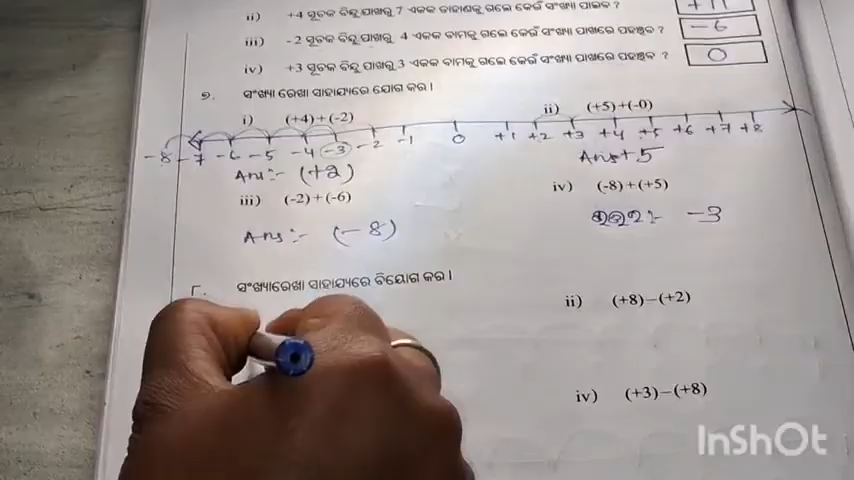 ii) +4 ସୂଚକ ବିନ୍ଦୁ ପାଖରୁ 7 ଏକକ ଡାହାଣକୁ ଗଲେ କେଉଁ ସଂଖ୍ୟା ପାଇବ ? +11
iii) -2 ସୂଚକ ବିନ୍ଦୁ ପାଖରୁ 4 ଏକକ ବାମକୁ ଗଲେ କେଉଁ ସଂଖ୍ୟା ପାଖରେ ପହଞ୍ଚିବ ? -6
iv) +3 ସୂଚକ ବିନ୍ଦୁ ପାଖରୁ 3 ଏକକ ବାମକୁ ଗଲେ କେଉଁ ସଂଖ୍ୟା ପାଖରେ ପହଞ୍ଚିବ ? 0
୭. ସଂଖ୍ୟା ରେଖା ସାହାଯ୍ୟରେ ଯୋଗ କର ।
i) (+4)+(-2) ii) (+5)+(-0)
-8 -7 -6 -5 -4 -3 -2 -1 0 +1 +2 +3 +4 +5 +6 +7 +8
Ans:- (+2) Ans +5
iii) (-2)+(-6) iv) (-8)+(+5)
Ans:- (-8) -3
୮. ସଂଖ୍ୟାରେଖା ସାହାଯ୍ୟରେ ବିୟୋଗ କର ।
ii) (+8)-(+2)
iv) (+3)-(+8)
InShot